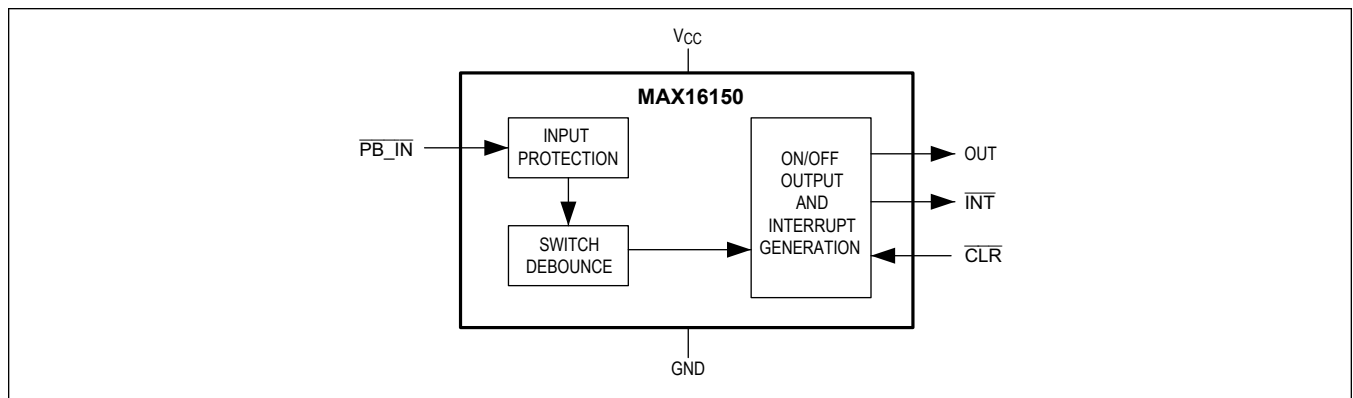 VCC
MAX16150
PB_IN
INPUT
PROTECTION
SWITCH
DEBOUNCE
ON/OFF
OUTPUT
AND
INTERRUPT
GENERATION
OUT
INT
CLR
GND